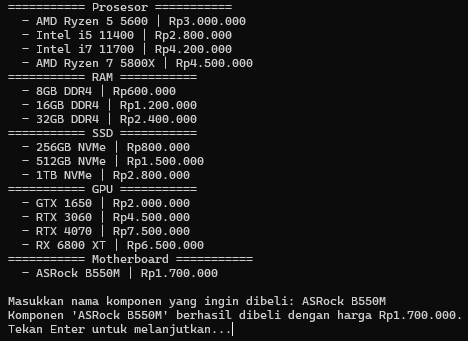 =========== Prosesor ===========
- AMD Ryzen 5 5600 | Rp3.000.000
- Intel i5 11400 | Rp2.800.000
- Intel i7 11700 | Rp4.200.000
- AMD Ryzen 7 5800X | Rp4.500.000
=========== RAM ===========
- 8GB DDR4 | Rp600.000
- 16GB DDR4 | Rp1.200.000
- 32GB DDR4 | Rp2.400.000
=========== SSD ===========
- 256GB NVMe | Rp800.000
- 512GB NVMe | Rp1.500.000
- 1TB NVMe | Rp2.800.000
=========== GPU ===========
- GTX 1650 | Rp2.000.000
- RTX 3060 | Rp4.500.000
- RTX 4070 | Rp7.500.000
- RX 6800 XT | Rp6.500.000
=========== Motherboard ===========
- ASRock B550M | Rp1.700.000
Masukkan nama komponen yang ingin dibeli: ASRock B550M
Komponen 'ASRock B550M' berhasil dibeli dengan harga Rp1.700.000.
Tekan Enter untuk melanjutkan...